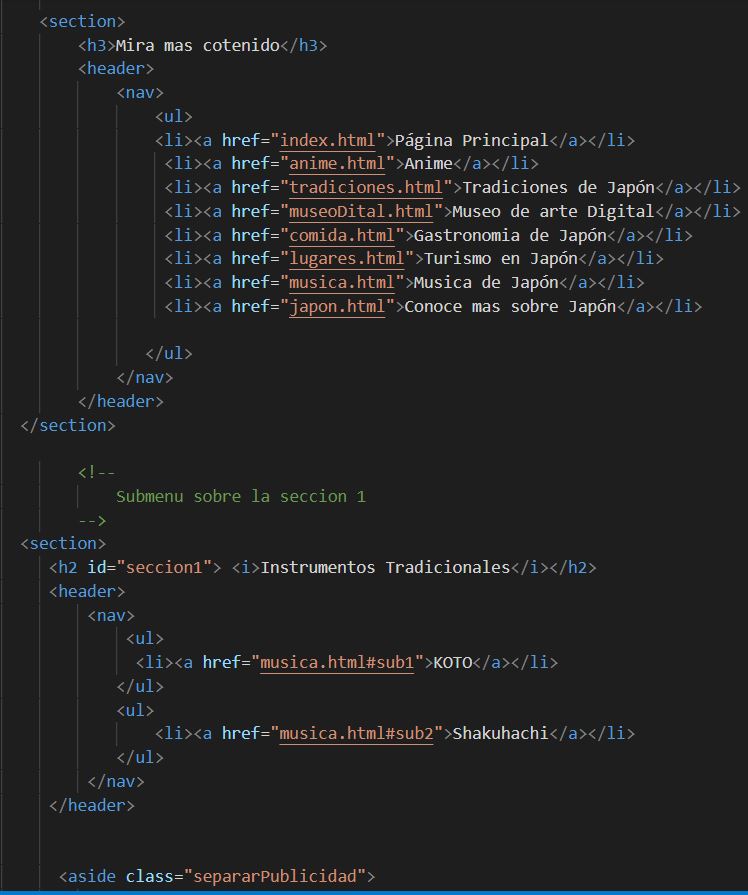 <section>
<h3>Mira mas cotenido</h3>
<header>
<nav>
<ul>
<li><a href="index.html">Página Principal</a></li>
<li><a href="anime.html">Anime</a></li>
<li><a href="tradiciones.html">Tradiciones de Japón</a></li>
<li><a href="museoDital.html">Museo de arte Digital</a></li>
<li><a href="comida.html">Gastronomia de Japón</a></li>
<li><a href="lugares.html">Turismo en Japón</a></li>
<li><a href="musica.html">Musica de Japón</a></li>
<li><a href="japon.html">Conoce mas sobre Japón</a></li>
</ul>
</nav>
</header>
</section>
<!--
Submenu sobre la seccion 1
-->
<section>
<h2 id="seccion1"> <i>Instrumentos Tradicionales</i></h2>
<header>
<nav>
<ul>
<li><a href="musica.html#sub1">KOTO</a></li>
</ul>
<ul>
<li><a href="musica.html#sub2">Shakuhachi</a></li>
</ul>
</nav>
</header>
<aside class="separarPublicidad">